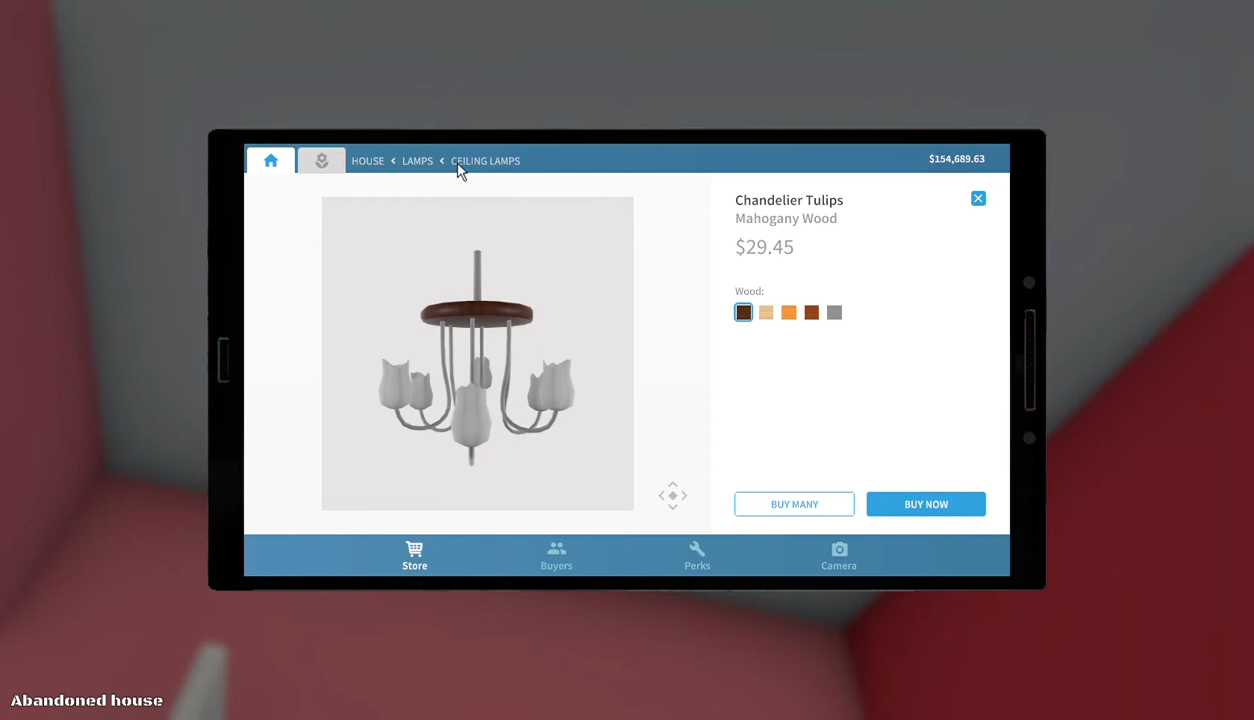 HOUSE < LAMPS < CEILING LAMPS
$154,689.63
Chandelier Tulips
Mahogany Wood
$29.45
Wood:
BUY MANY
BUY NOW
Store
Buyers
Perks
Camera
Abandoned house